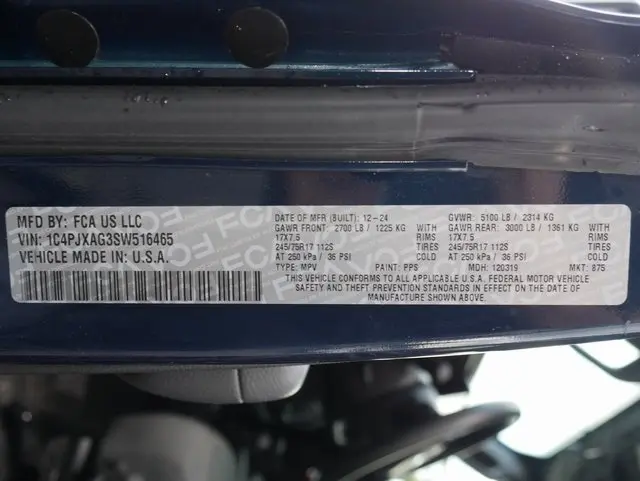 MFD BY: FCA US LLC
VIN: 1C4PJXAG3SW516465
VEHICLE MADE IN: U.S.A.
DATE OF MFR (BUILT): 12-24 GVWR: 5100 LB / 2314 KG
GAWR FRONT: 2700 LB / 1225 KG WITH GAWR REAR: 3000 LB / 1361 KG WITH
17X7.5 RIMS 17X7.5 RIMS
245/75R17 112S TIRES 245/75R17 112S TIRES
AT 250 kPa / 36 PSI COLD AT 250 kPa / 36 PSI COLD
TYPE: MPV PAINT: PPS MDH: 120319 MKT: 875
THIS VEHICLE CONFORMS TO ALL APPLICABLE U.S.A. FEDERAL MOTOR VEHICLE
SAFETY AND THEFT PREVENTION STANDARDS IN EFFECT ON THE DATE OF
MANUFACTURE SHOWN ABOVE.